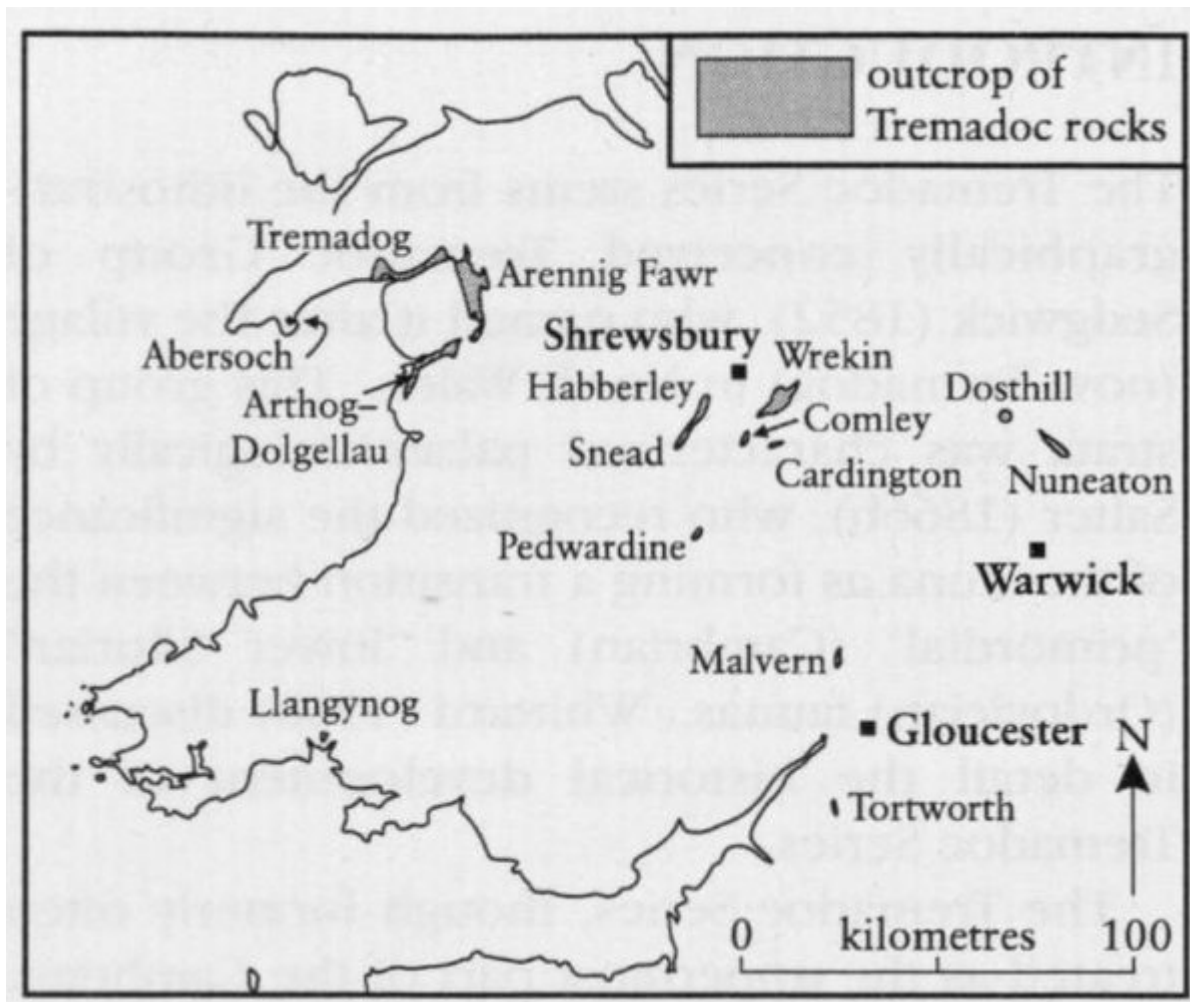 outcrop of
Tremadoc rocks
Tremadog
Arennig Fawr
Shrewsbury
Wrekin
Abersoch
Habberley
Dosthill
Arthog–
Dolgellau
Comley
Snead
Cardington
Nuneaton
Pedwardine
Warwick
Malvern
Llangynog
Gloucester
N
Tortworth
0 kilometres 100